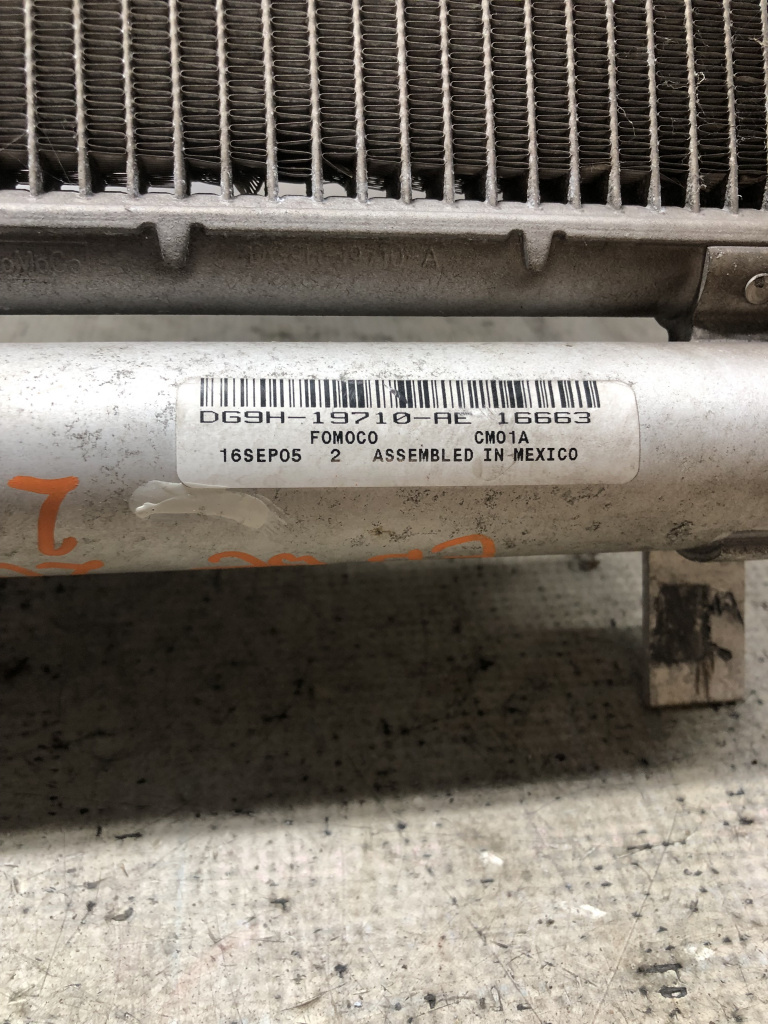 DG9H-19710-AE 16663
FOMOCO CM01A
16SEP05 2 ASSEMBLED IN MEXICO